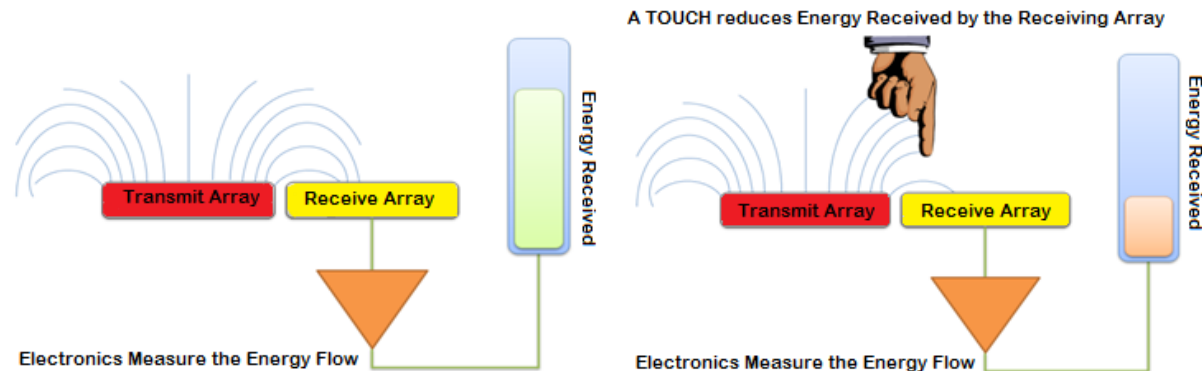 A TOUCH reduces Energy Received by the Receiving Array
Transmit Array
Receive Array
Energy Received
Electronics Measure the Energy Flow
Transmit Array
Receive Array
Energy Received
Electronics Measure the Energy Flow